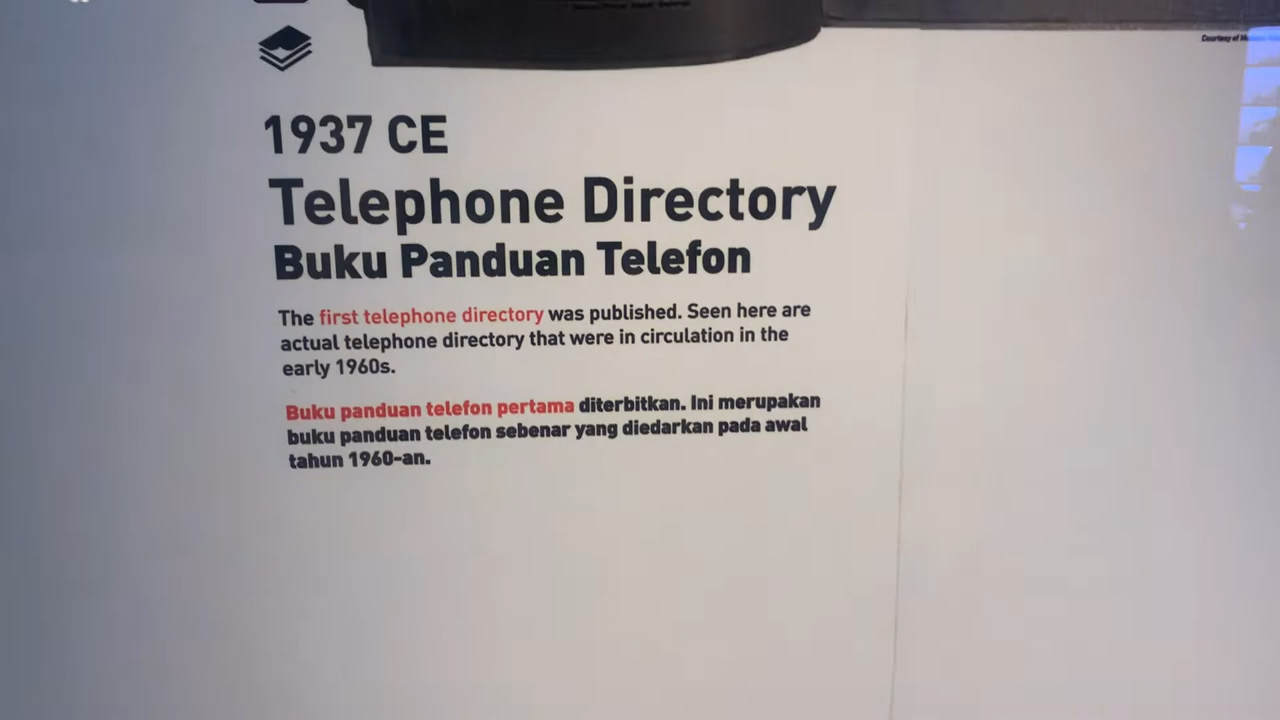 Courtesy of
1937 CE
Telephone Directory
Buku Panduan Telefon
The first telephone directory was published. Seen here are
actual telephone directory that were in circulation in the
early 1960s.
Buku panduan telefon pertama diterbitkan. Ini merupakan
buku panduan telefon sebenar yang diedarkan pada awal
tahun 1960-an.